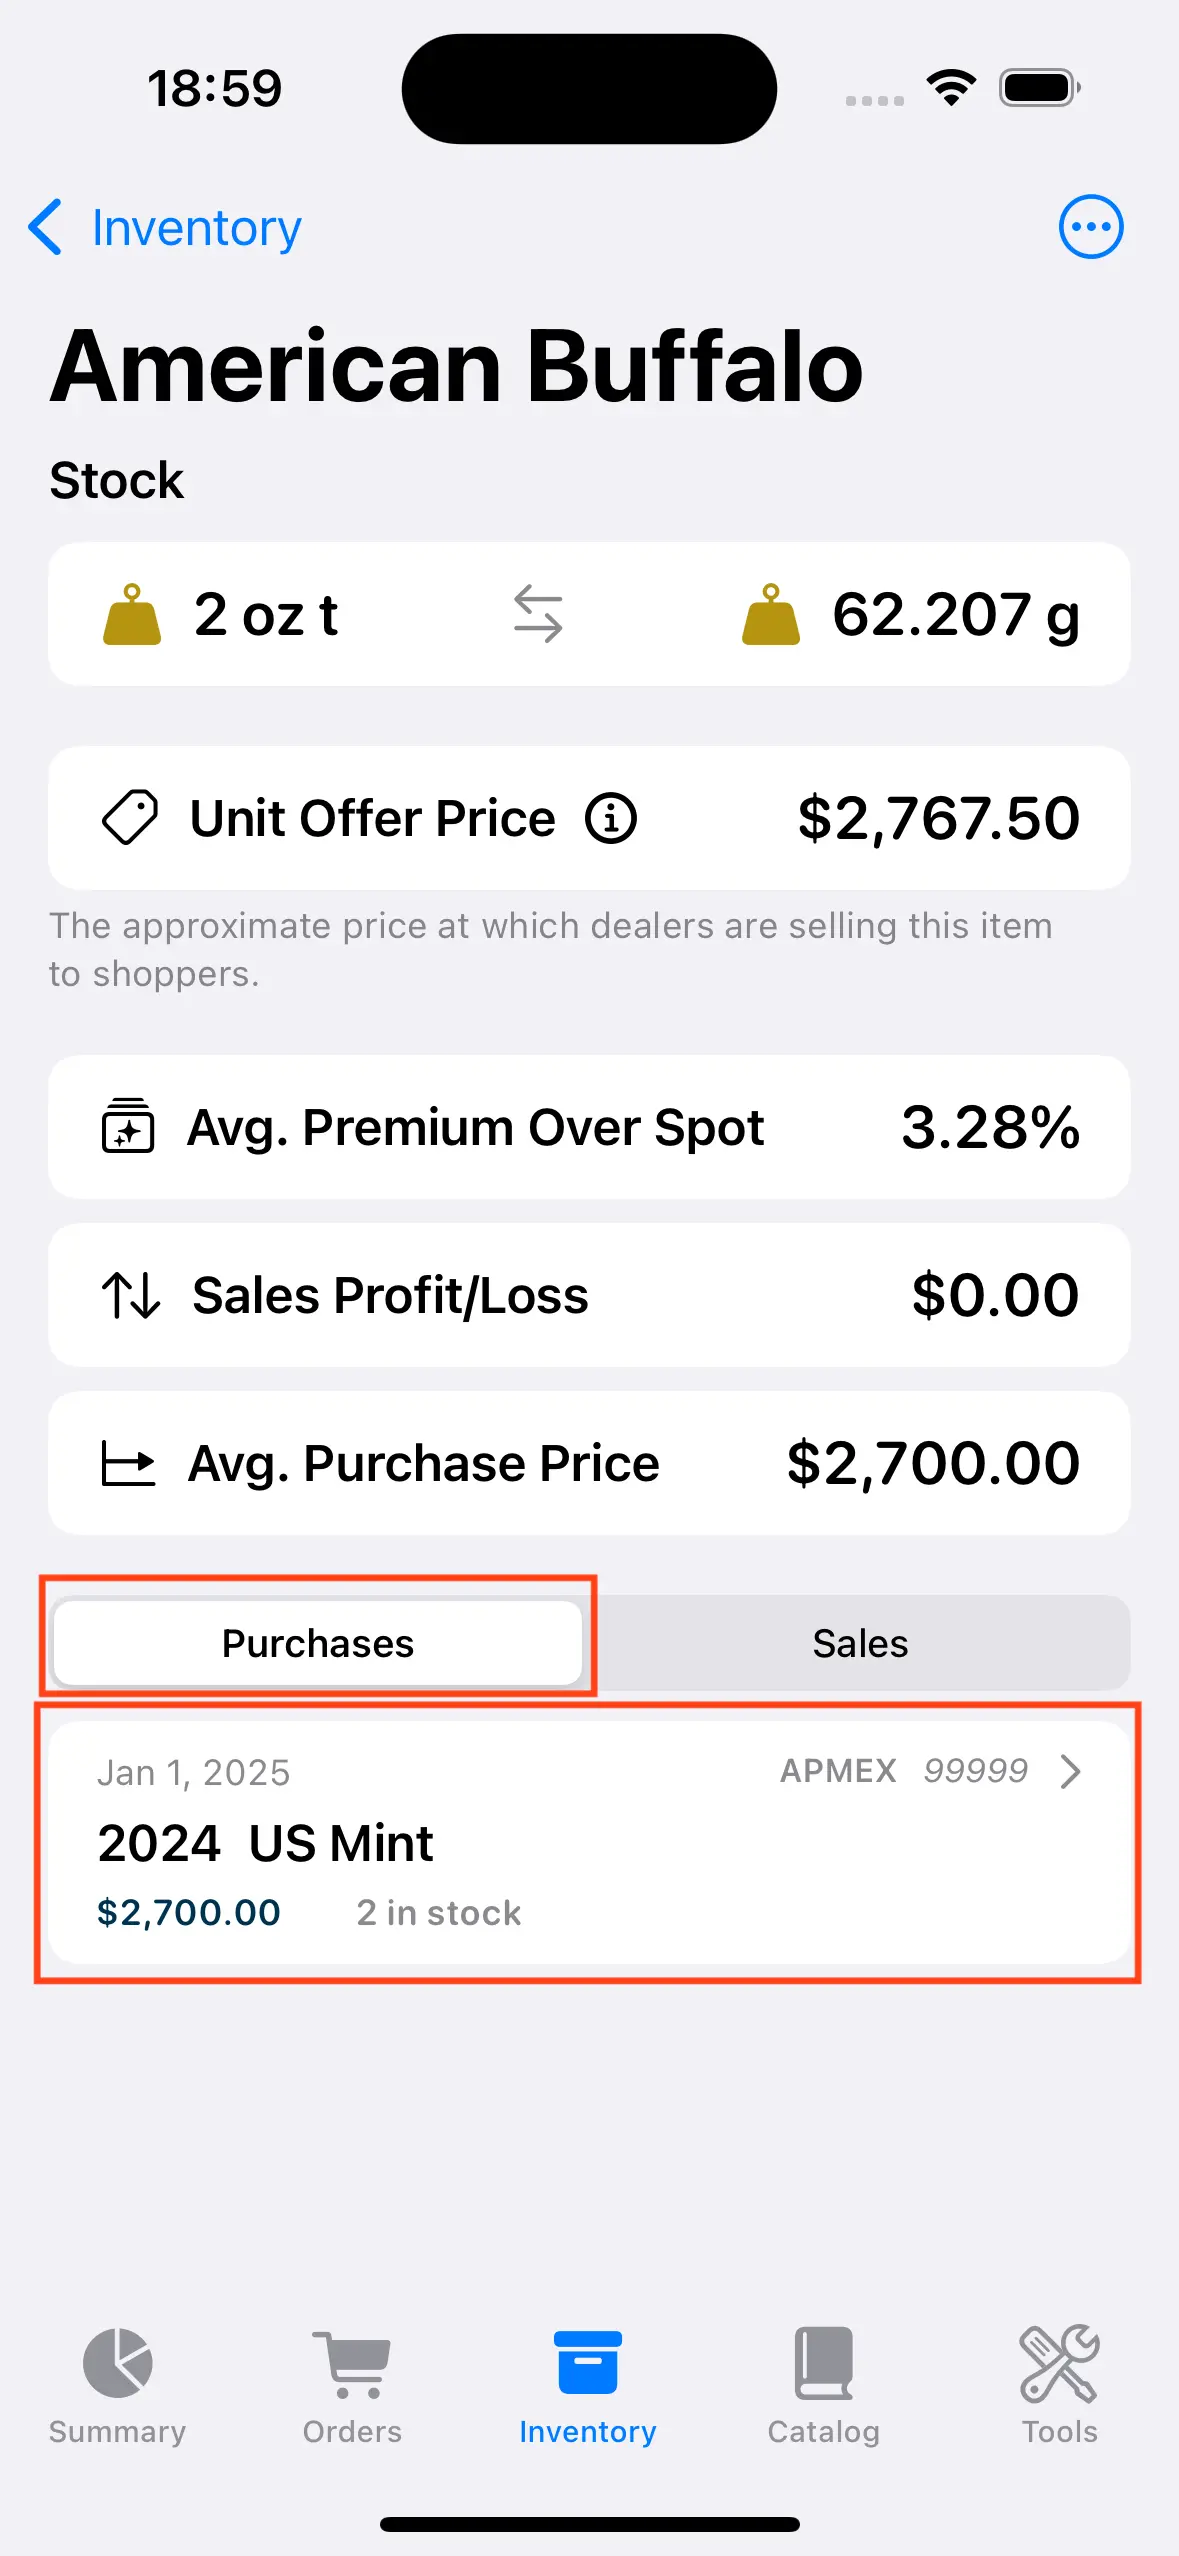 18:59
Inventory
American Buffalo
Stock
2 oz t
62.207 g
Unit Offer Price
$2,767.50
The approximate price at which dealers are selling this item
to shoppers.
Avg. Premium Over Spot
3.28%
Sales Profit/Loss
$0.00
Avg. Purchase Price
$2,700.00
Purchases
Sales
Jan 1, 2025
APMEX 99999
2024 US Mint
$2,700.00
2 in stock
Summary
Orders
Inventory
Catalog
Tools